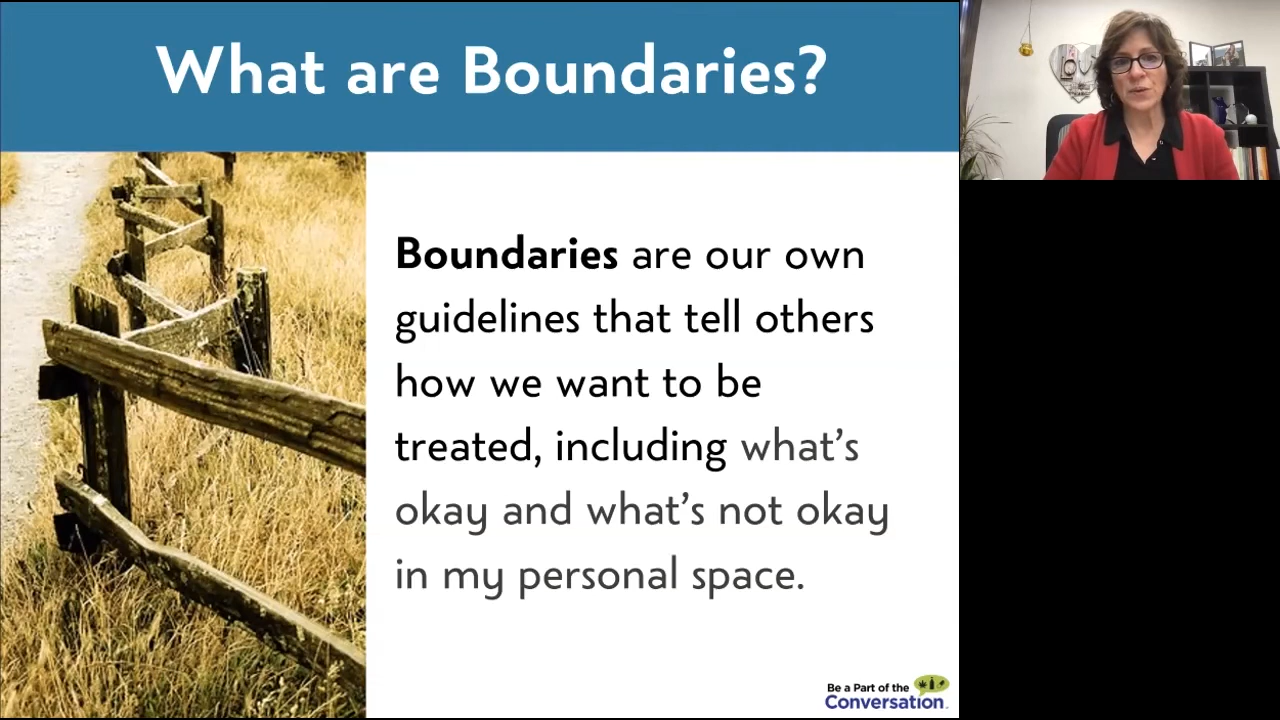 What are Boundaries?
Boundaries are our own
guidelines that tell others
how we want to be
treated, including what’s
okay and what’s not okay
in my personal space.
Be a Part of the
Conversation